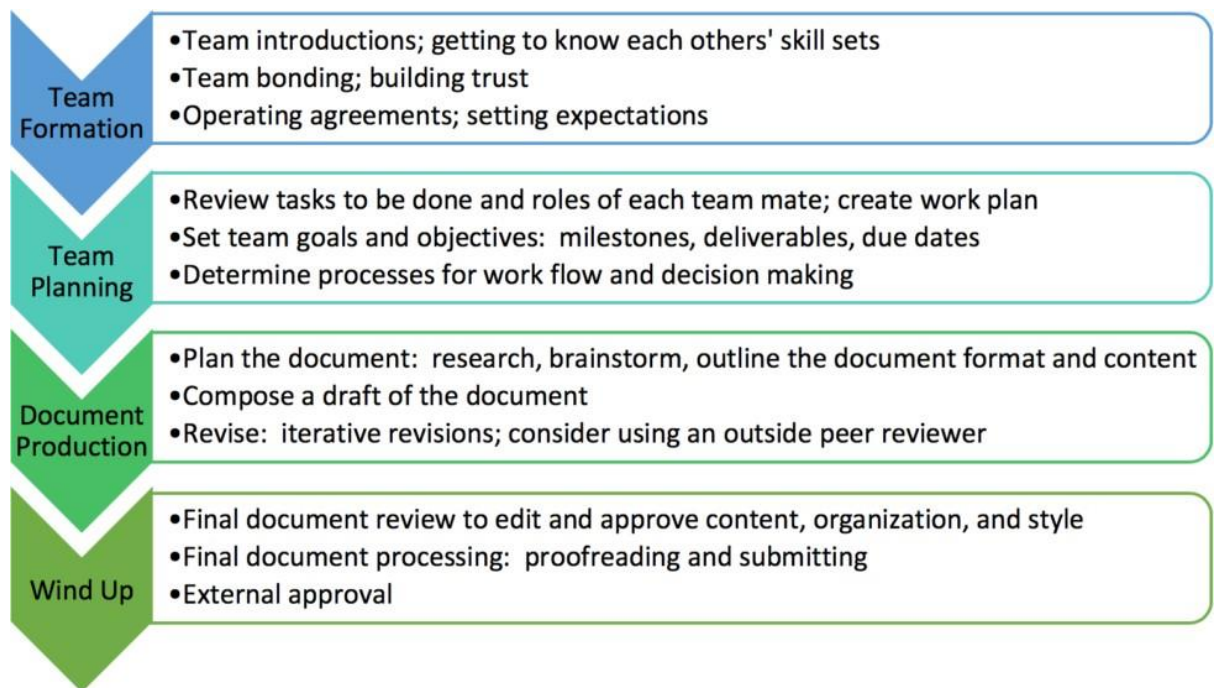 Team
Formation
•Team introductions; getting to know each others' skill sets
•Team bonding; building trust
•Operating agreements; setting expectations
Team
Planning
•Review tasks to be done and roles of each team mate; create work plan
•Set team goals and objectives:  milestones, deliverables, due dates
•Determine processes for work flow and decision making
Document
Production
•Plan the document:  research, brainstorm, outline the document format and content
•Compose a draft of the document
•Revise:  iterative revisions; consider using an outside peer reviewer
Wind Up
•Final document review to edit and approve content, organization, and style
•Final document processing:  proofreading and submitting
•External approval